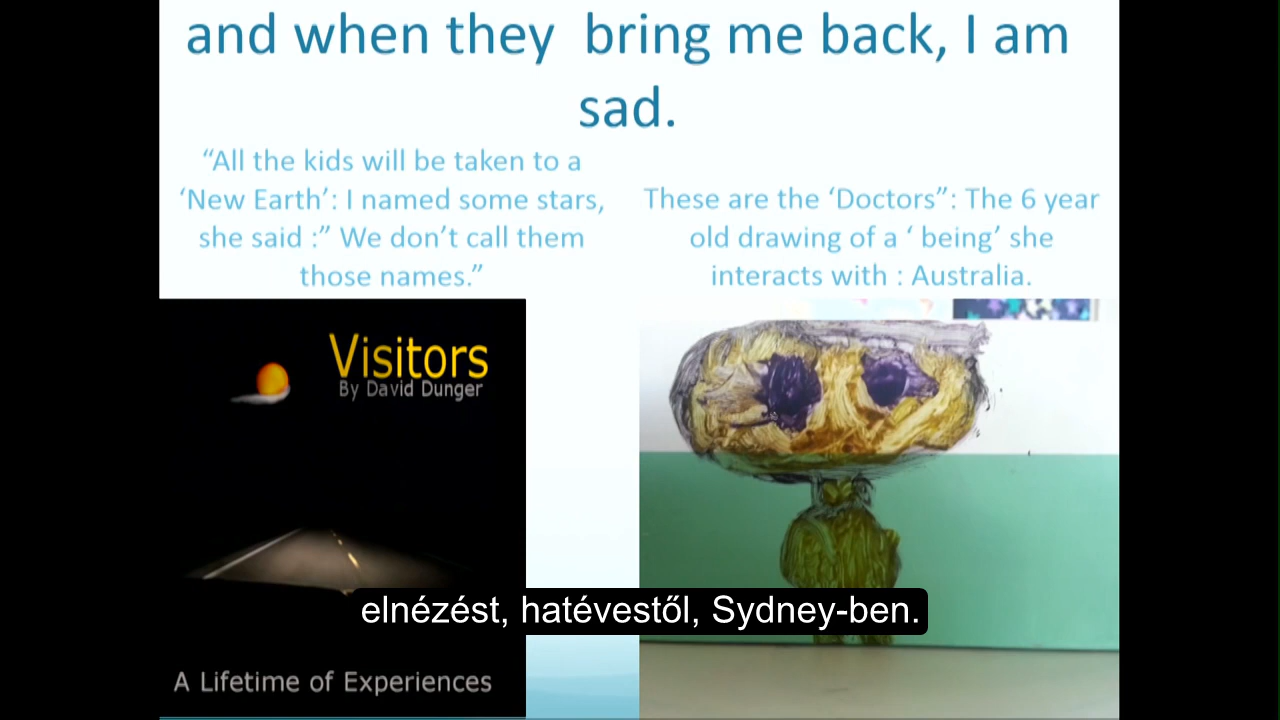 and when they  bring me back, I am
sad.
“All the kids will be taken to a
‘New Earth’: I named some stars,
she said :” We don’t call them
those names.”
These are the ‘Doctors”: The 6 year
old drawing of a ‘ being’ she
interacts with : Australia.
Visitors
By David Dunger
A Lifetime of Experiences
elnézést, hatévestől, Sydney-ben.